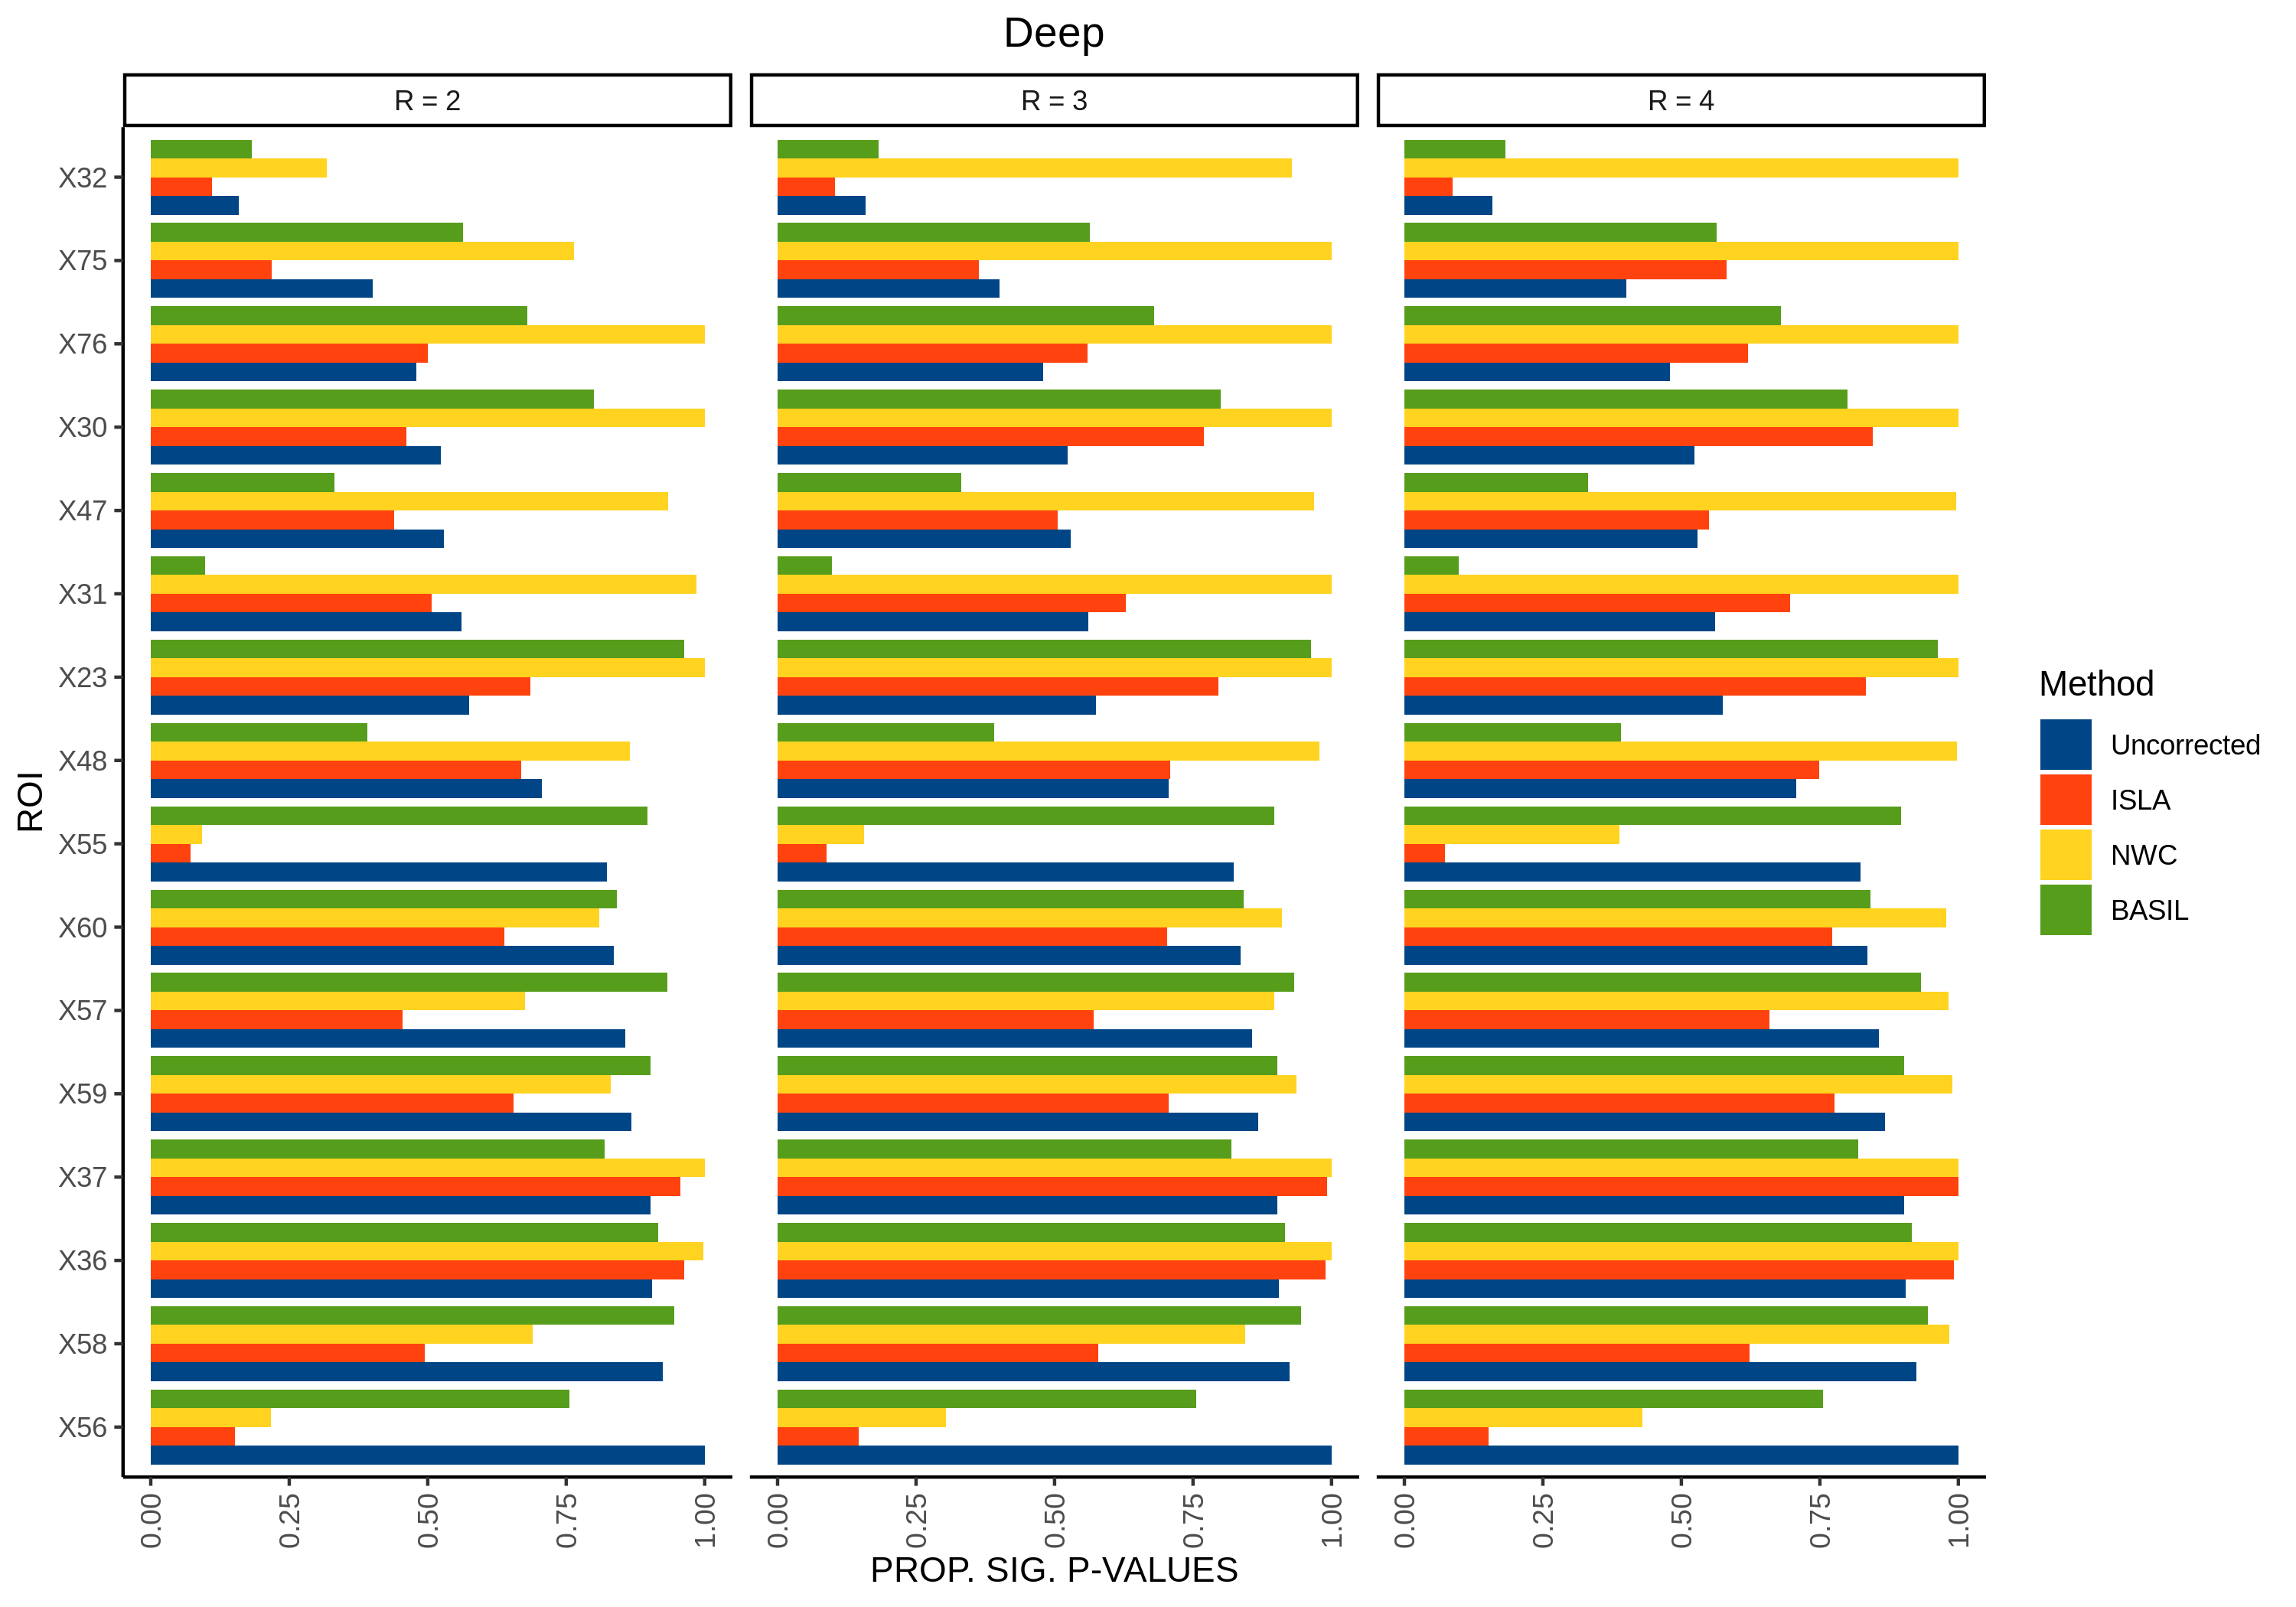 Deep
R = 2
R = 3
R = 4
ROI
X32
X75
X76
X30
X47
X31
X23
X48
X55
X60
X57
X59
X37
X36
X58
X56
0.00
0.25
0.50
0.75
1.00
0.00
0.25
0.50
0.75
1.00
0.00
0.25
0.50
0.75
1.00
PROP. SIG. P-VALUES
Method
Uncorrected
ISLA
NWC
BASIL